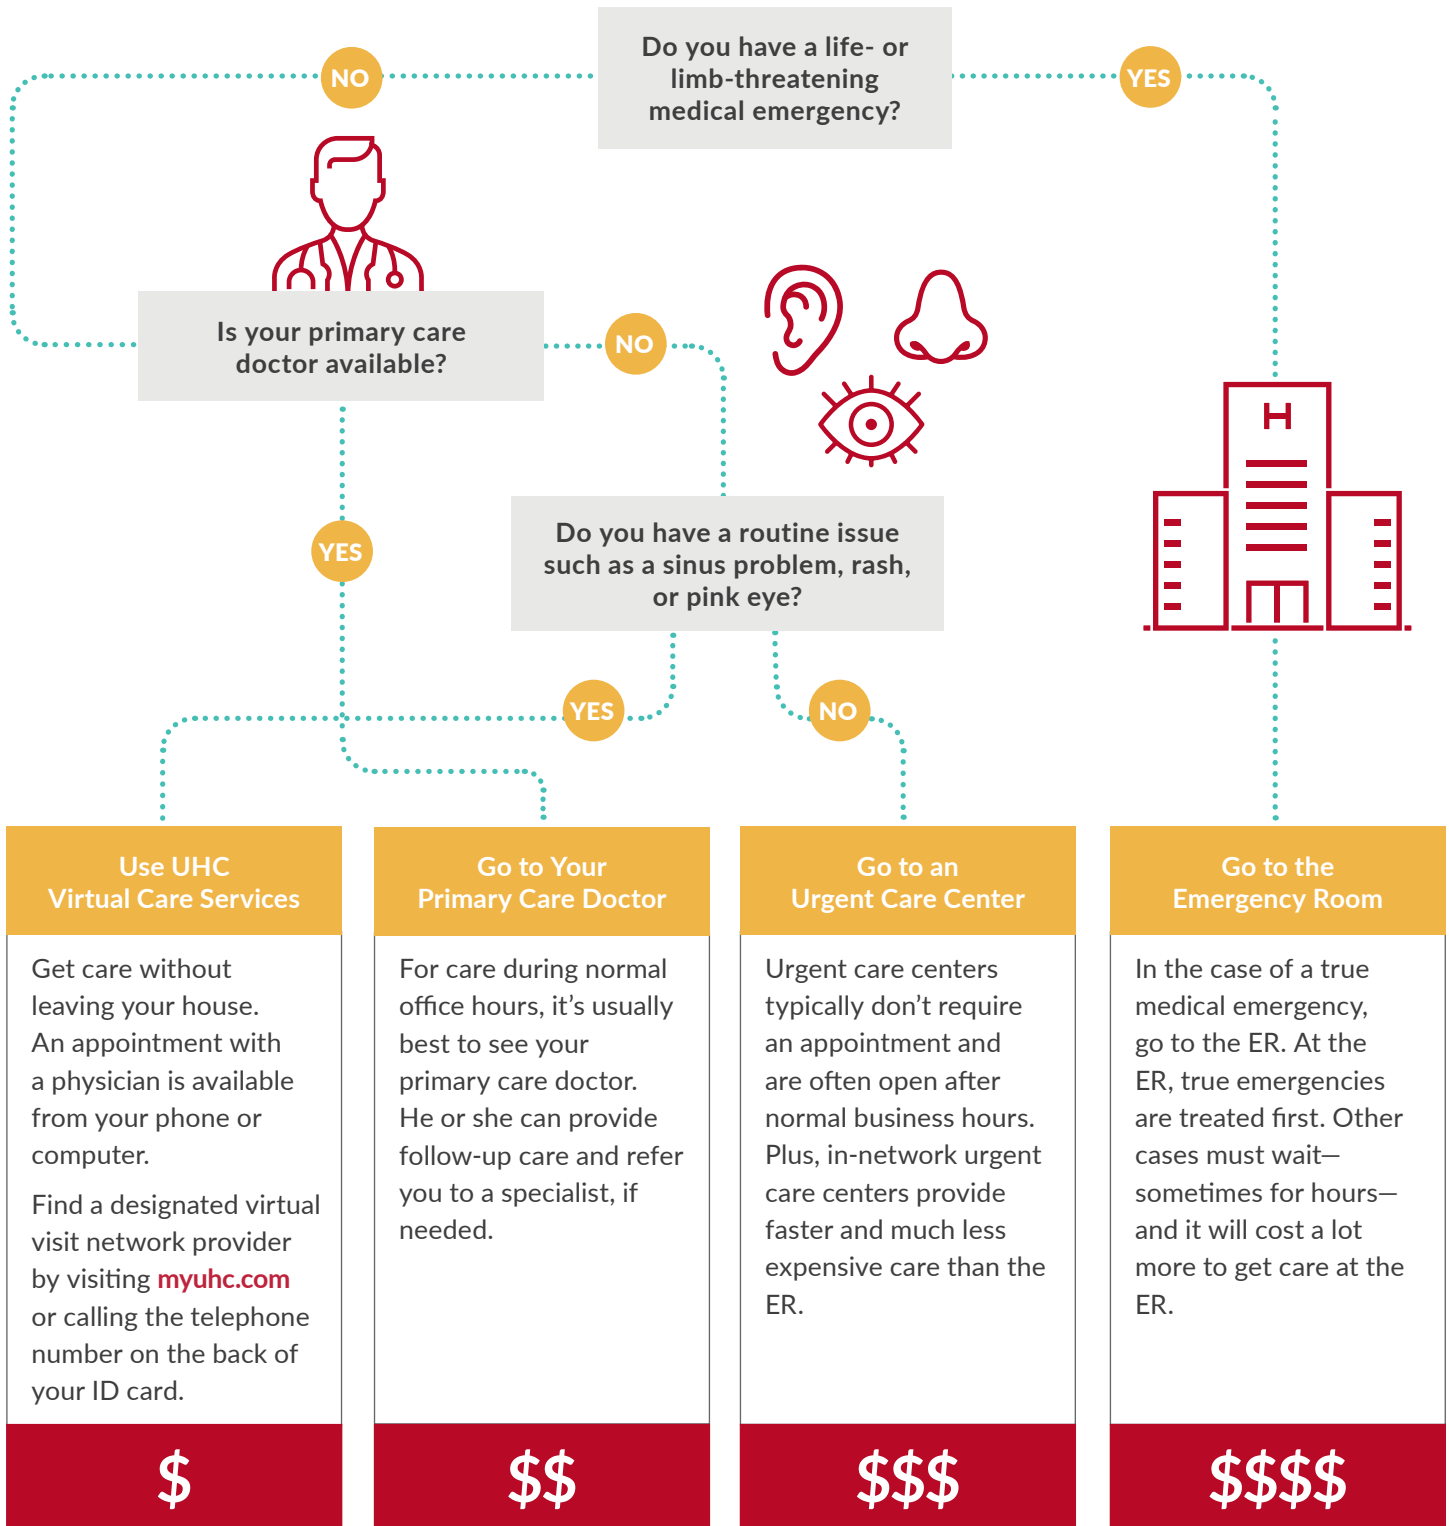 Do you have a life- or
limb-threatening
medical emergency?
NO
YES
Is your primary care
doctor available?
NO
H
YES
Do you have a routine issue
such as a sinus problem, rash,
or pink eye?
YES
NO
Use UHC
Virtual Care Services
Get care without
leaving your house.
An appointment with
a physician is available
from your phone or
computer.
Find a designated virtual
visit network provider
by visiting myuhc.com
or calling the telephone
number on the back of
your ID card.
$
Go to Your
Primary Care Doctor
For care during normal
office hours, it’s usually
best to see your
primary care doctor.
He or she can provide
follow-up care and refer
you to a specialist, if
needed.
$$
Go to an
Urgent Care Center
Urgent care centers
typically don’t require
an appointment and
are often open after
normal business hours.
Plus, in-network urgent
care centers provide
faster and much less
expensive care than the
ER.
$$$
Go to the
Emergency Room
In the case of a true
medical emergency,
go to the ER. At the
ER, true emergencies
are treated first. Other
cases must wait—
sometimes for hours—
and it will cost a lot
more to get care at the
ER.
$$$$